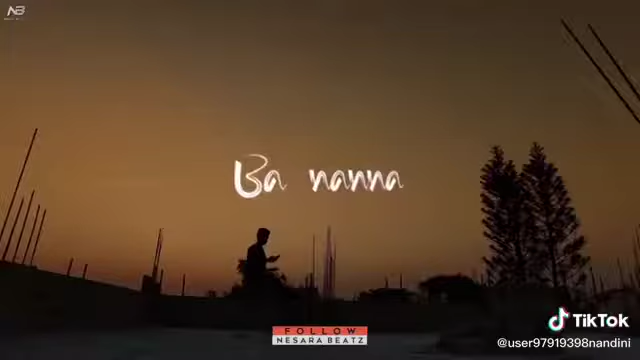 NB
Ba nanna
FOLLOW
NESARA BEATZ
TikTok
@user97919398nandini